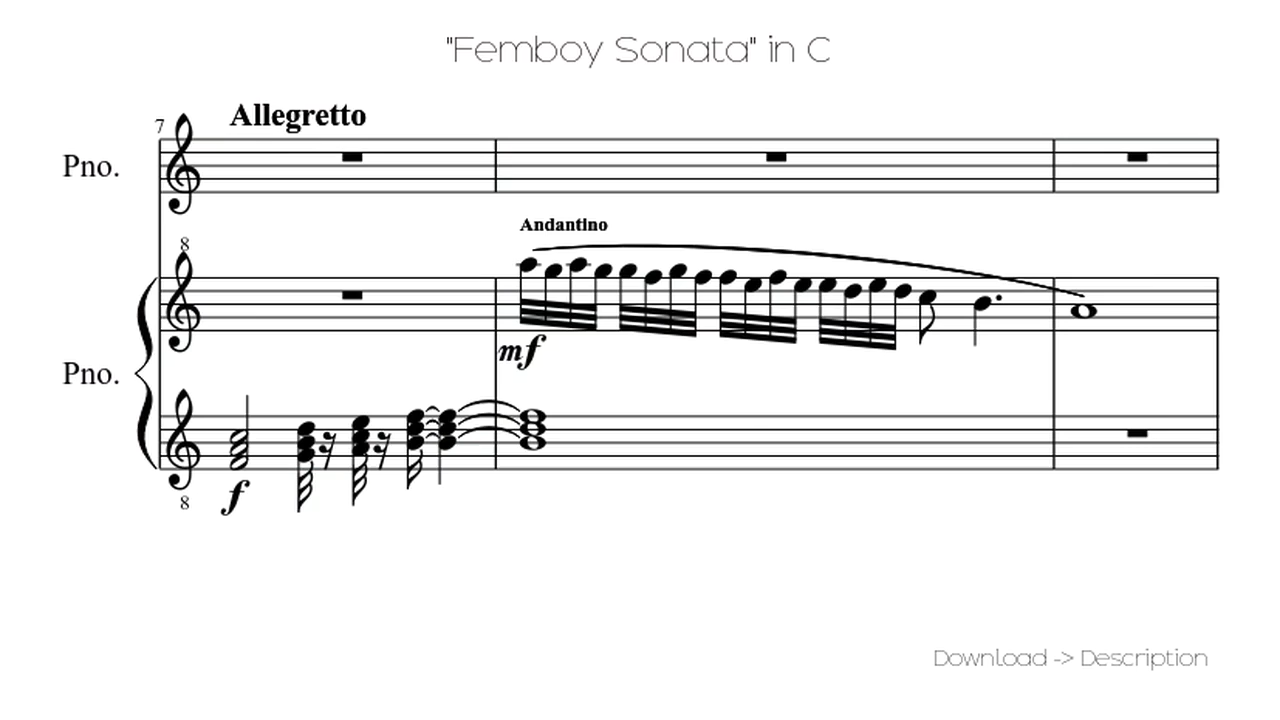 "Femboy Sonata" in C
Allegretto
7
Pno.
Andantino
8
mf
Pno.
f
8
Download -> Description